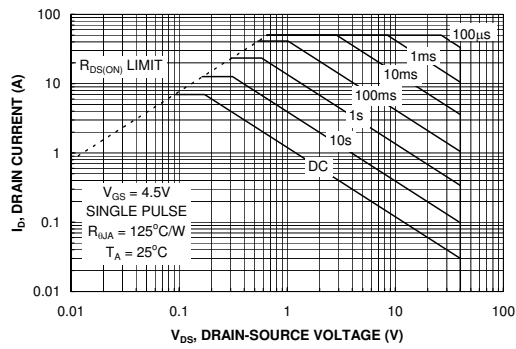 100
10
1
0.1
0.01
I_D, DRAIN CURRENT (A)
R_DS(ON) LIMIT
100μs
1ms
10ms
100ms
1s
10s
DC
V_GS = 4.5V
SINGLE PULSE
R_θJA = 125°C/W
T_A = 25°C
0.01
0.1
1
10
100
V_DS, DRAIN-SOURCE VOLTAGE (V)